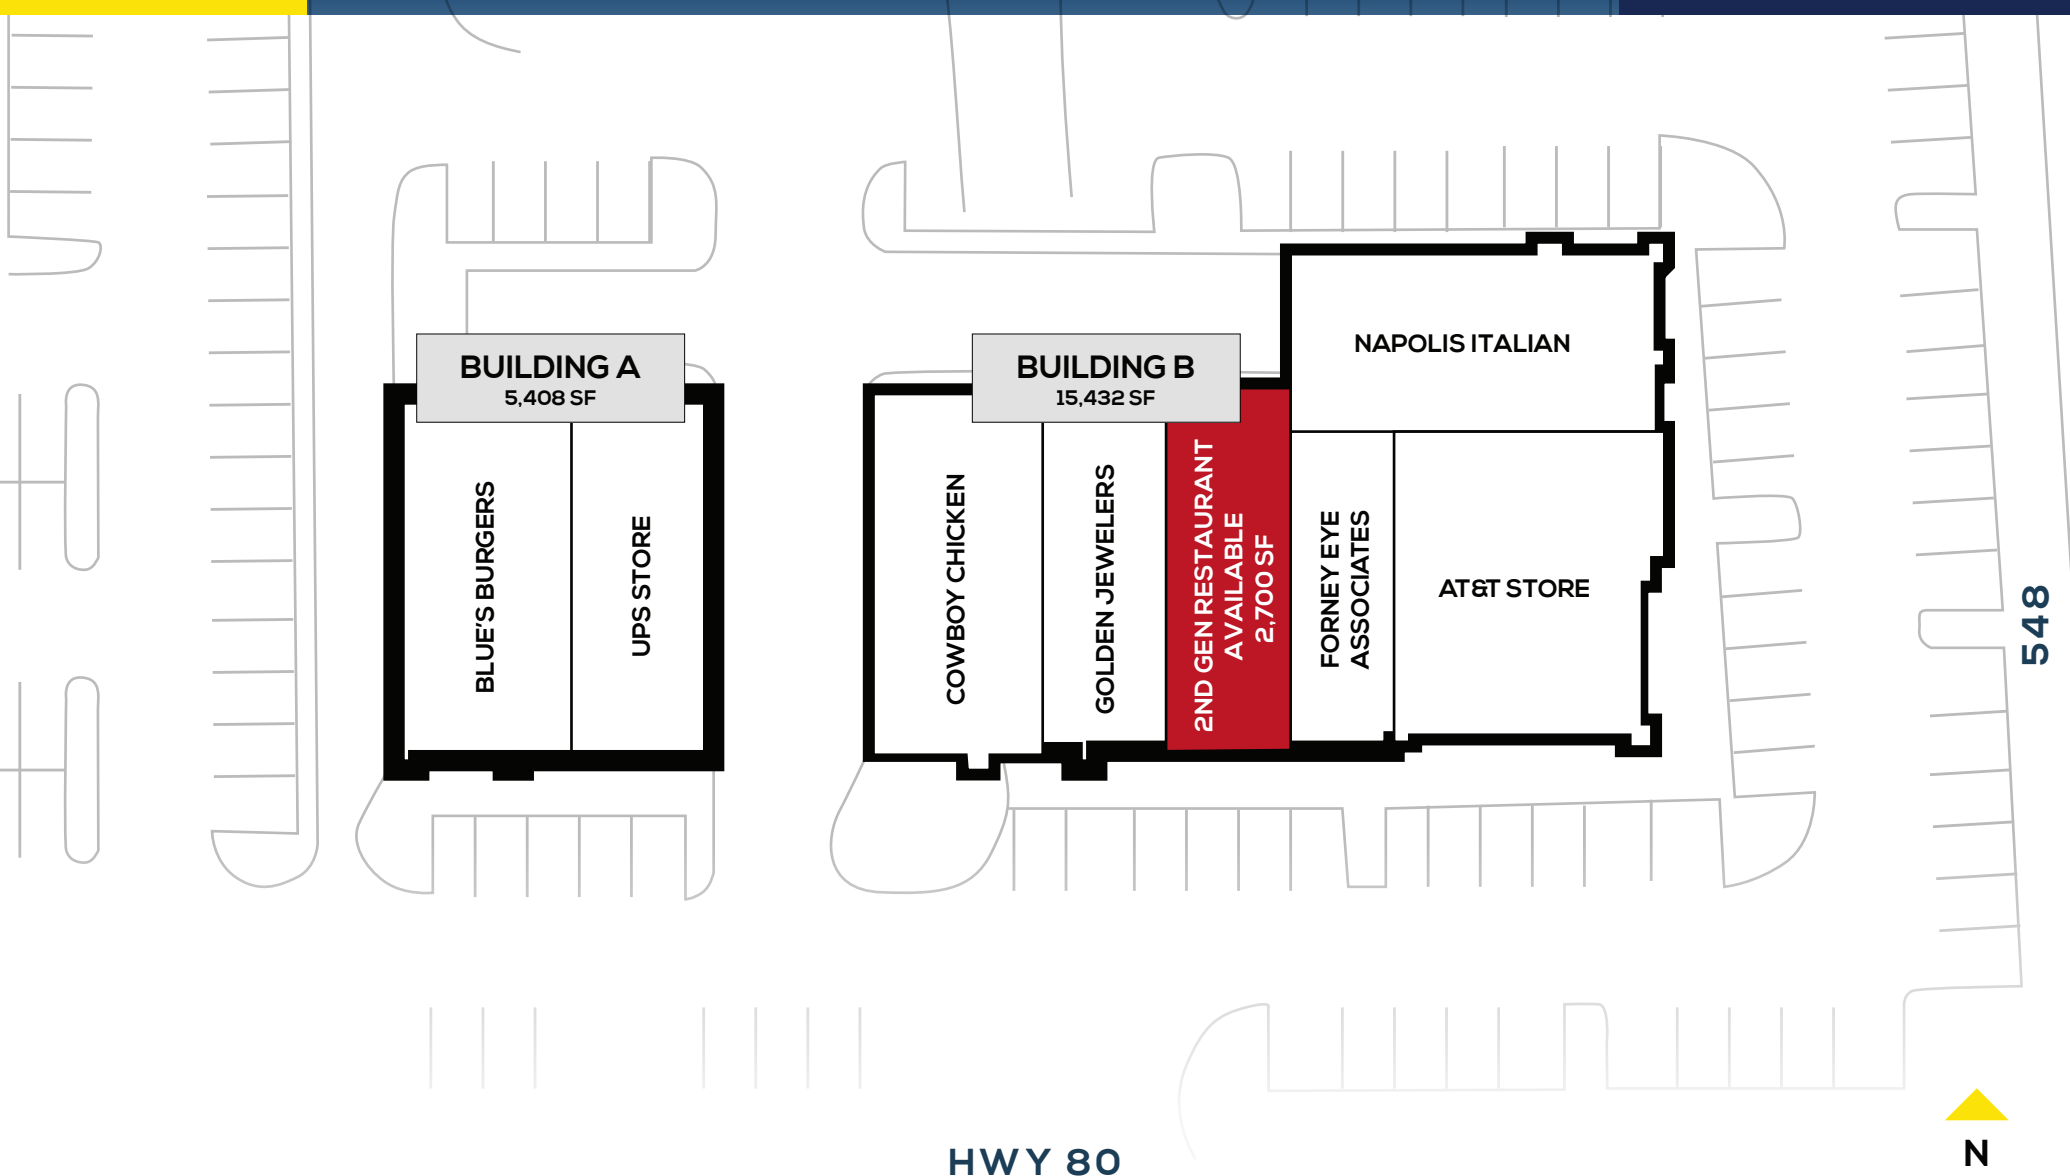 BUILDING A
5,408 SF
BLUE'S BURGERS
UPS STORE
BUILDING B
15,432 SF
COWBOY CHICKEN
GOLDEN JEWELERS
2ND GEN RESTAURANT
AVAILABLE
2,700 SF
NAPOLIS ITALIAN
FORNEY EYE
ASSOCIATES
AT&T STORE
548
HWY 80
N